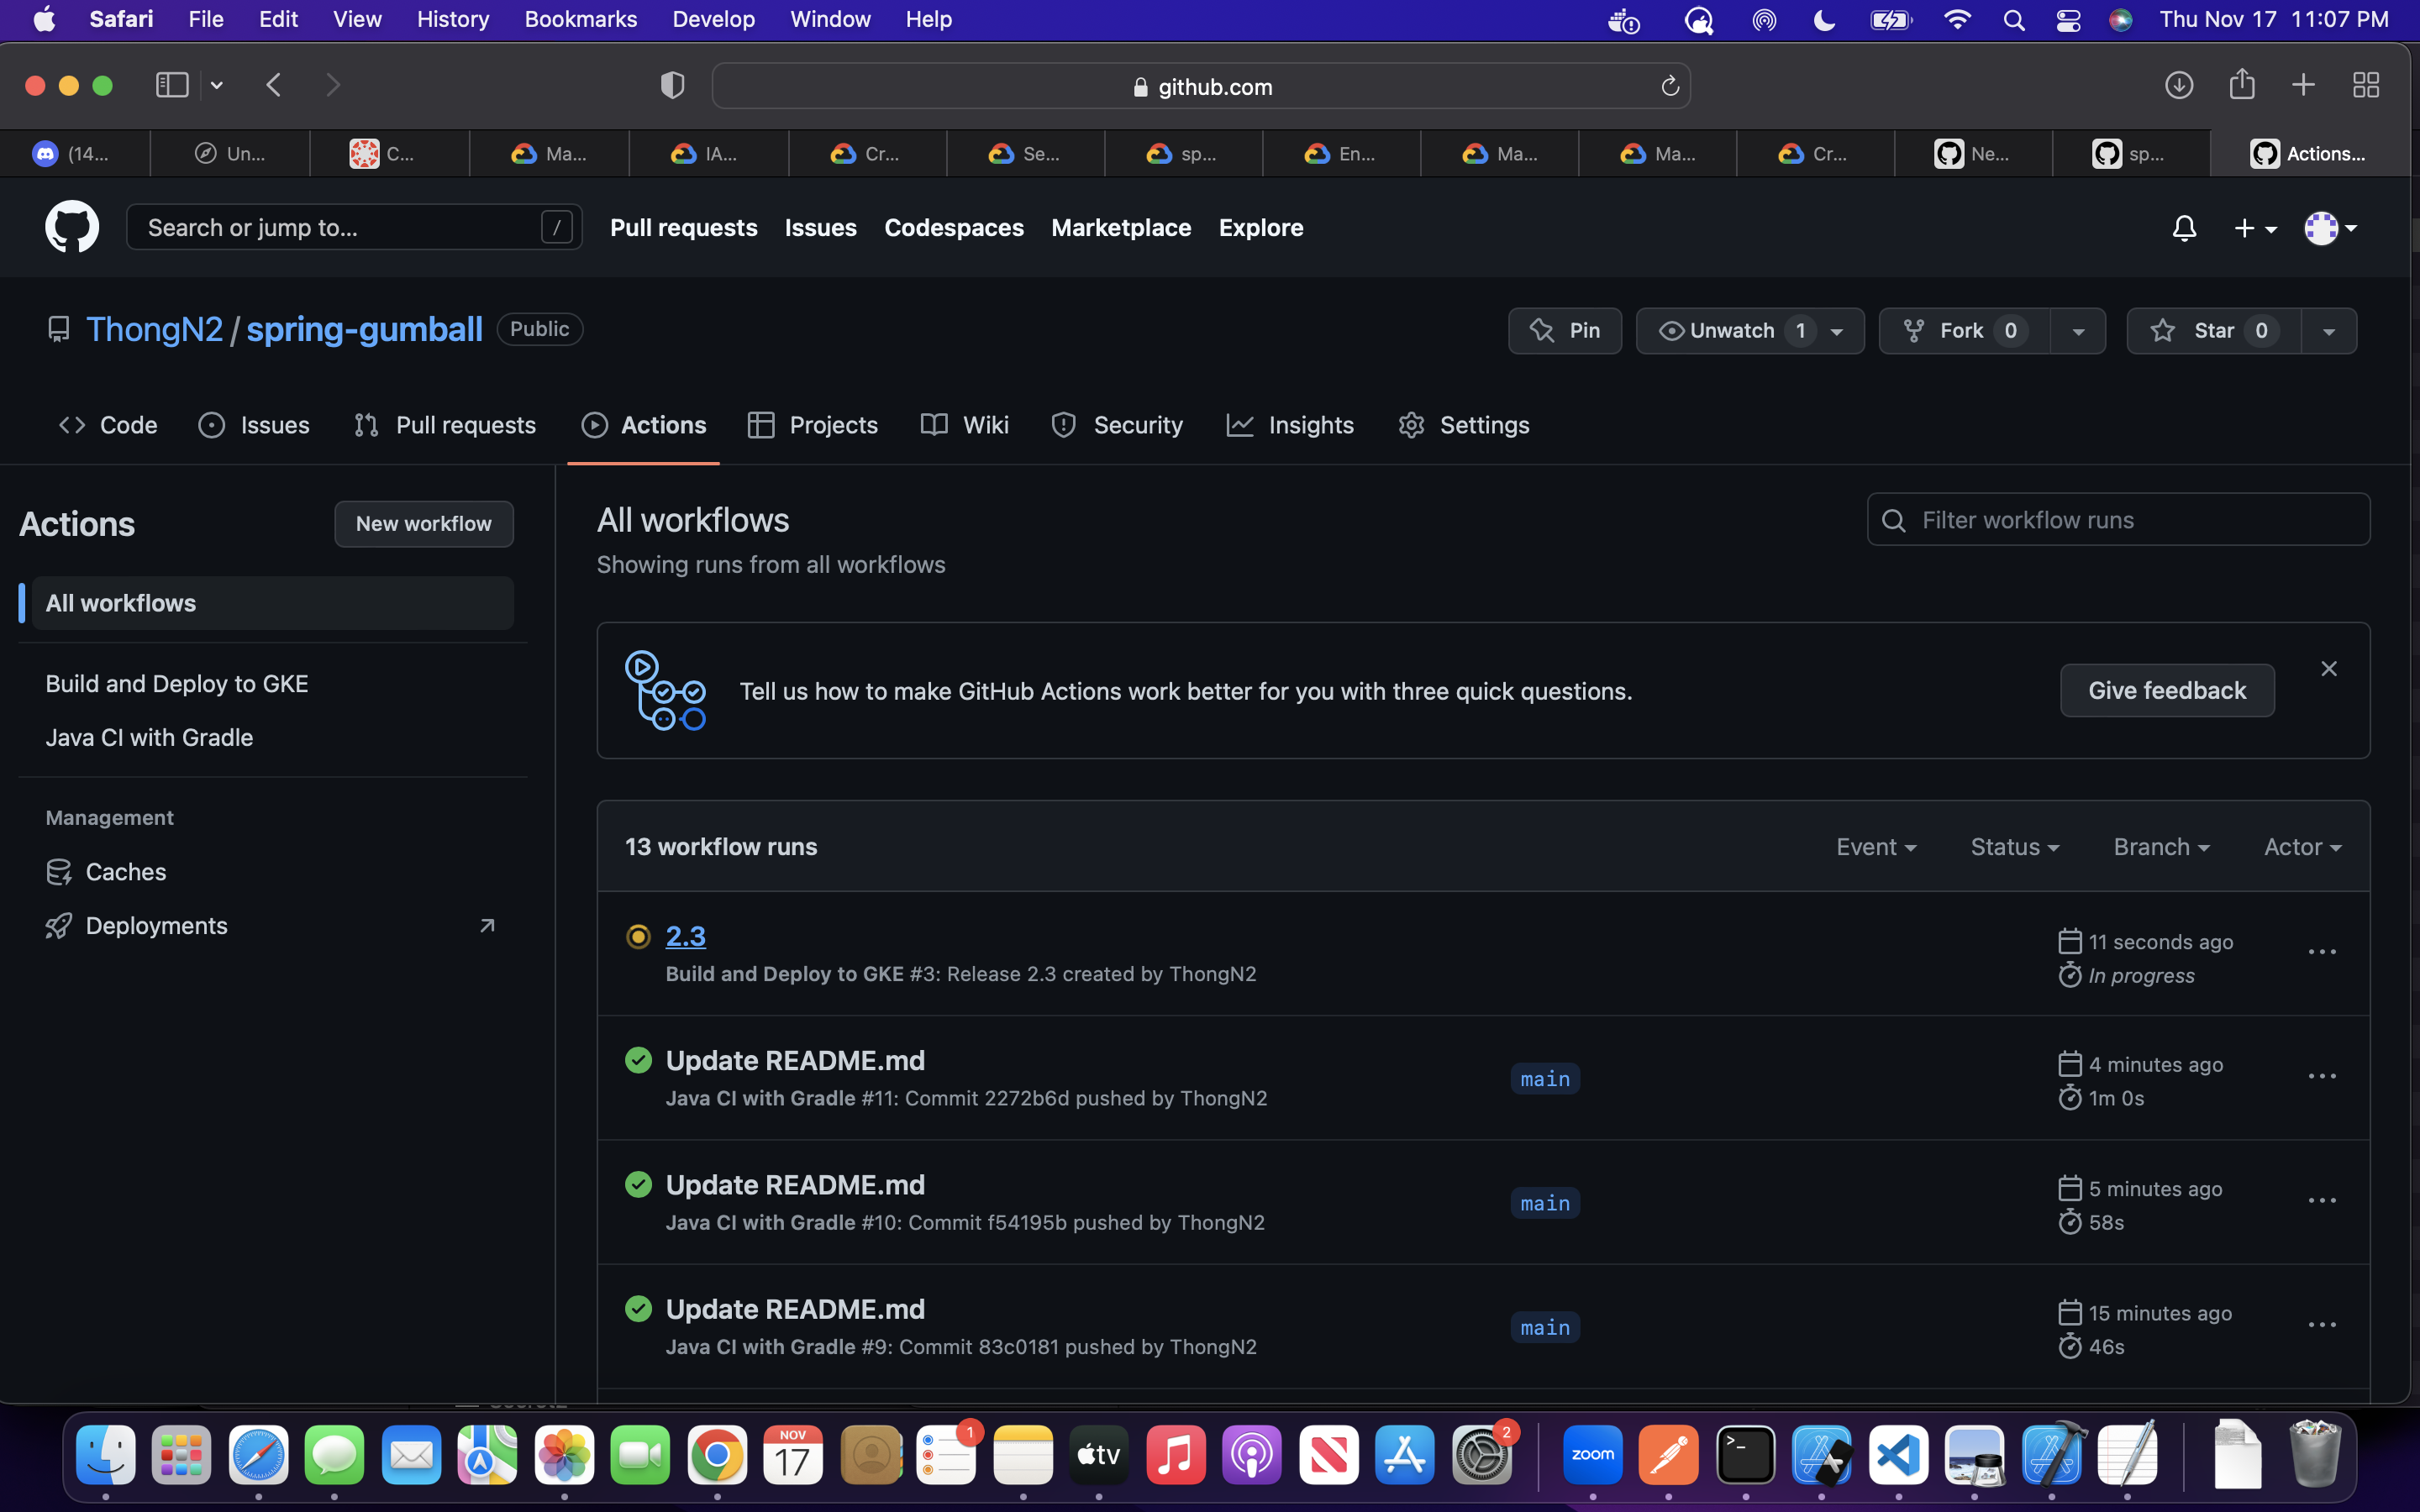 Safari File Edit View History Bookmarks Develop Window Help Thu Nov 17 11:07 PM
github.com
(14... Un... C... Ma... IA... Cr... Se... sp... En... Ma... Ma... Cr... Ne... sp... Actions...
Search or jump to... / Pull requests Issues Codespaces Marketplace Explore
ThongN2 / spring-gumball Public Pin Unwatch 1 Fork 0 Star 0
Code Issues Pull requests Actions Projects Wiki Security Insights Settings
Actions New workflow
All workflows
Build and Deploy to GKE
Java CI with Gradle
Management
Caches
Deployments
All workflows Filter workflow runs
Showing runs from all workflows
Tell us how to make GitHub Actions work better for you with three quick questions. Give feedback
13 workflow runs Event Status Branch Actor
2.3 11 seconds ago
Build and Deploy to GKE #3: Release 2.3 created by ThongN2 In progress
Update README.md main 4 minutes ago
Java CI with Gradle #11: Commit 2272b6d pushed by ThongN2 1m 0s
Update README.md main 5 minutes ago
Java CI with Gradle #10: Commit f54195b pushed by ThongN2 58s
Update README.md main 15 minutes ago
Java CI with Gradle #9: Commit 83c0181 pushed by ThongN2 46s
NOV 17 1 tv 2 zoom